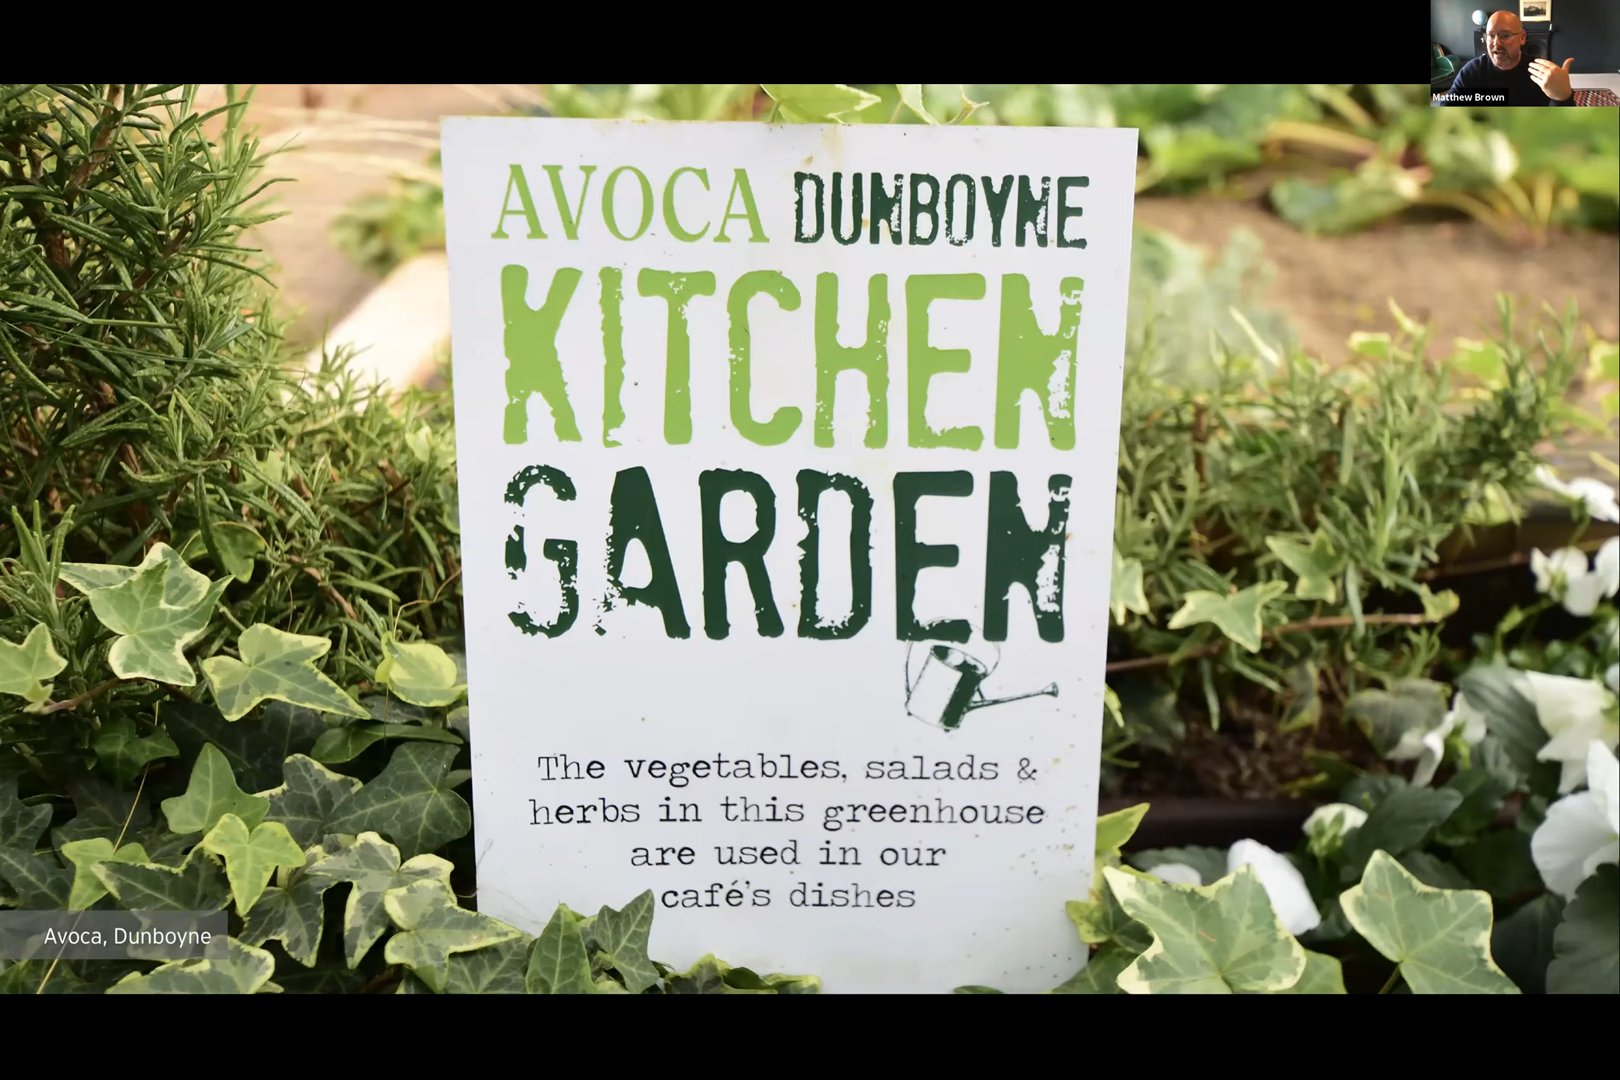 Matthew Brown
AVOCA DUNBOYNE
KITCHEN
GARDEN
The vegetables, salads &
herbs in this greenhouse
are used in our
café's dishes
Avoca, Dunboyne